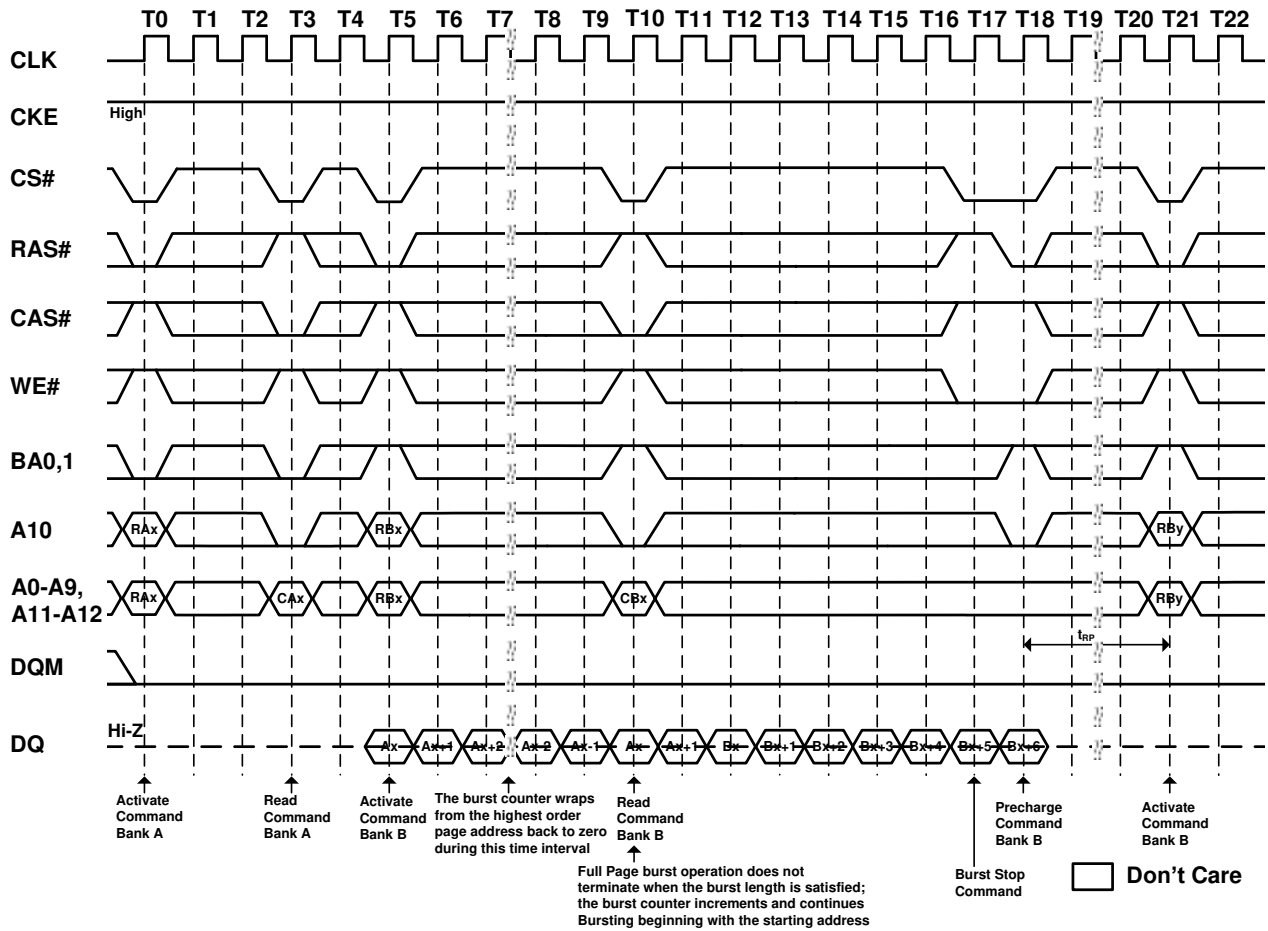 T0 T1 T2 T3 T4 T5 T6 T7 T8 T9 T10 T11 T12 T13 T14 T15 T16 T17 T18 T19 T20 T21 T22
CLK
CKE
High
CS#
RAS#
CAS#
WE#
BA0,1
A10
RAx RBx RBy
A0-A9,
A11-A12
RAx CAx RBx CBx RBy
tRP
DQM
DQ
Hi-Z
Ax Ax+1 Ax+2 Ax-2 Ax-1 Ax Ax+1 Bx Bx+1 Bx+2 Bx+3 Bx+4 Bx+5 Bx+6
Activate
Command
Bank A
Read
Command
Bank A
Activate
Command
Bank B
The burst counter wraps
from the highest order
page address back to zero
during this time interval
Read
Command
Bank B
Full Page burst operation does not
terminate when the burst length is satisfied;
the burst counter increments and continues
Bursting beginning with the starting address
Burst Stop
Command
Precharge
Command
Bank B
Activate
Command
Bank B
Don't Care